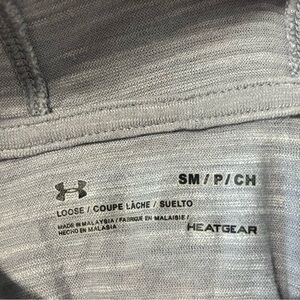 SM / P / CH
LOOSE / COUPE LÂCHE / SUELTO
MADE IN MALAYSIA / FABRIQUÉ EN MALAISIE /
HECHO EN MALASIA
HEATGEAR